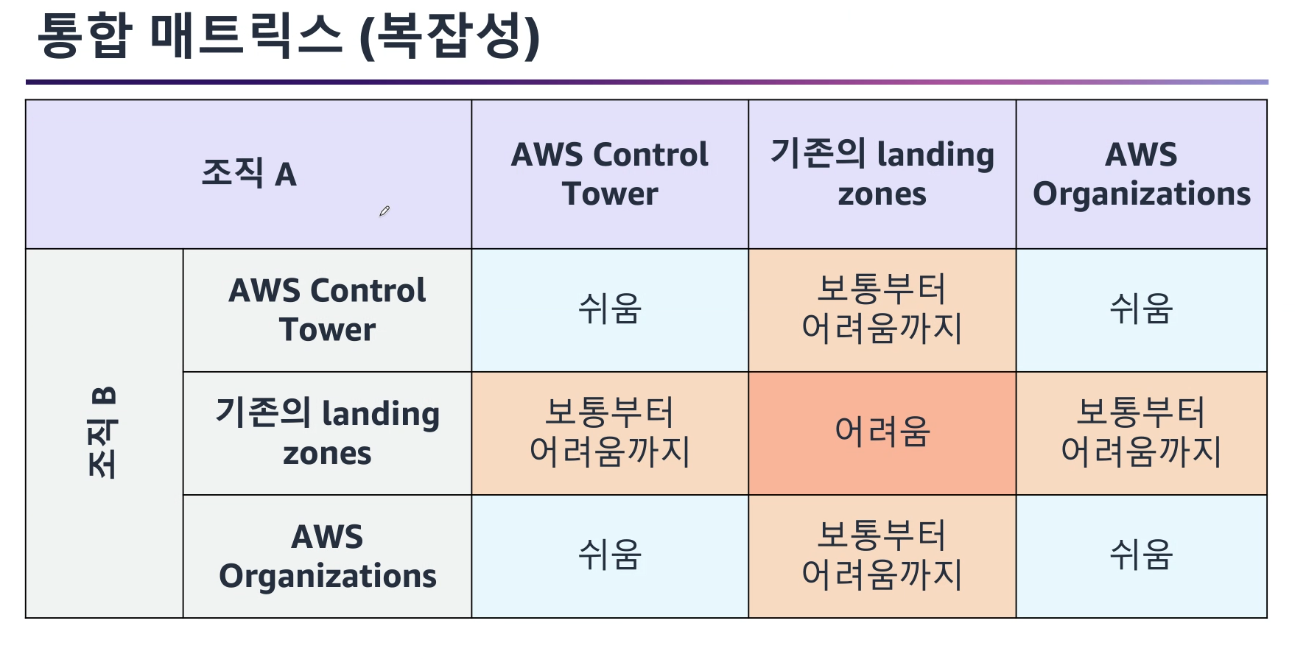 통합 매트릭스 (복잡성)
조직 A
AWS Control
Tower
기존의 landing
zones
AWS
Organizations
조직 B
AWS Control
Tower
쉬움
보통부터
어려움까지
쉬움
기존의 landing
zones
보통부터
어려움까지
어려움
보통부터
어려움까지
AWS
Organizations
쉬움
보통부터
어려움까지
쉬움